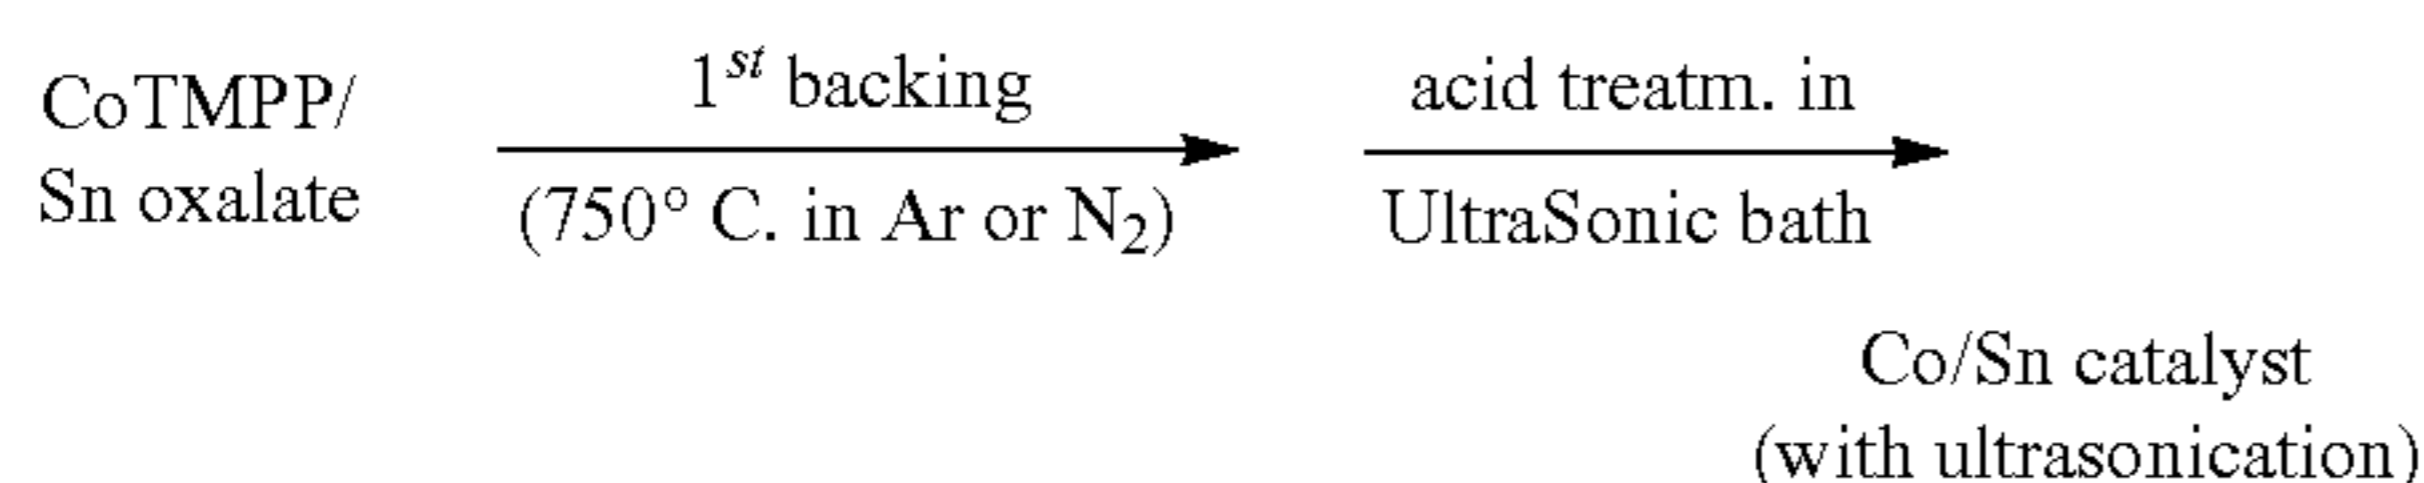 CoTMPP/
Sn oxalate
1st backing
(750° C. in Ar or N2)
acid treatm. in
UltraSonic bath
Co/Sn catalyst
(with ultrasonication)